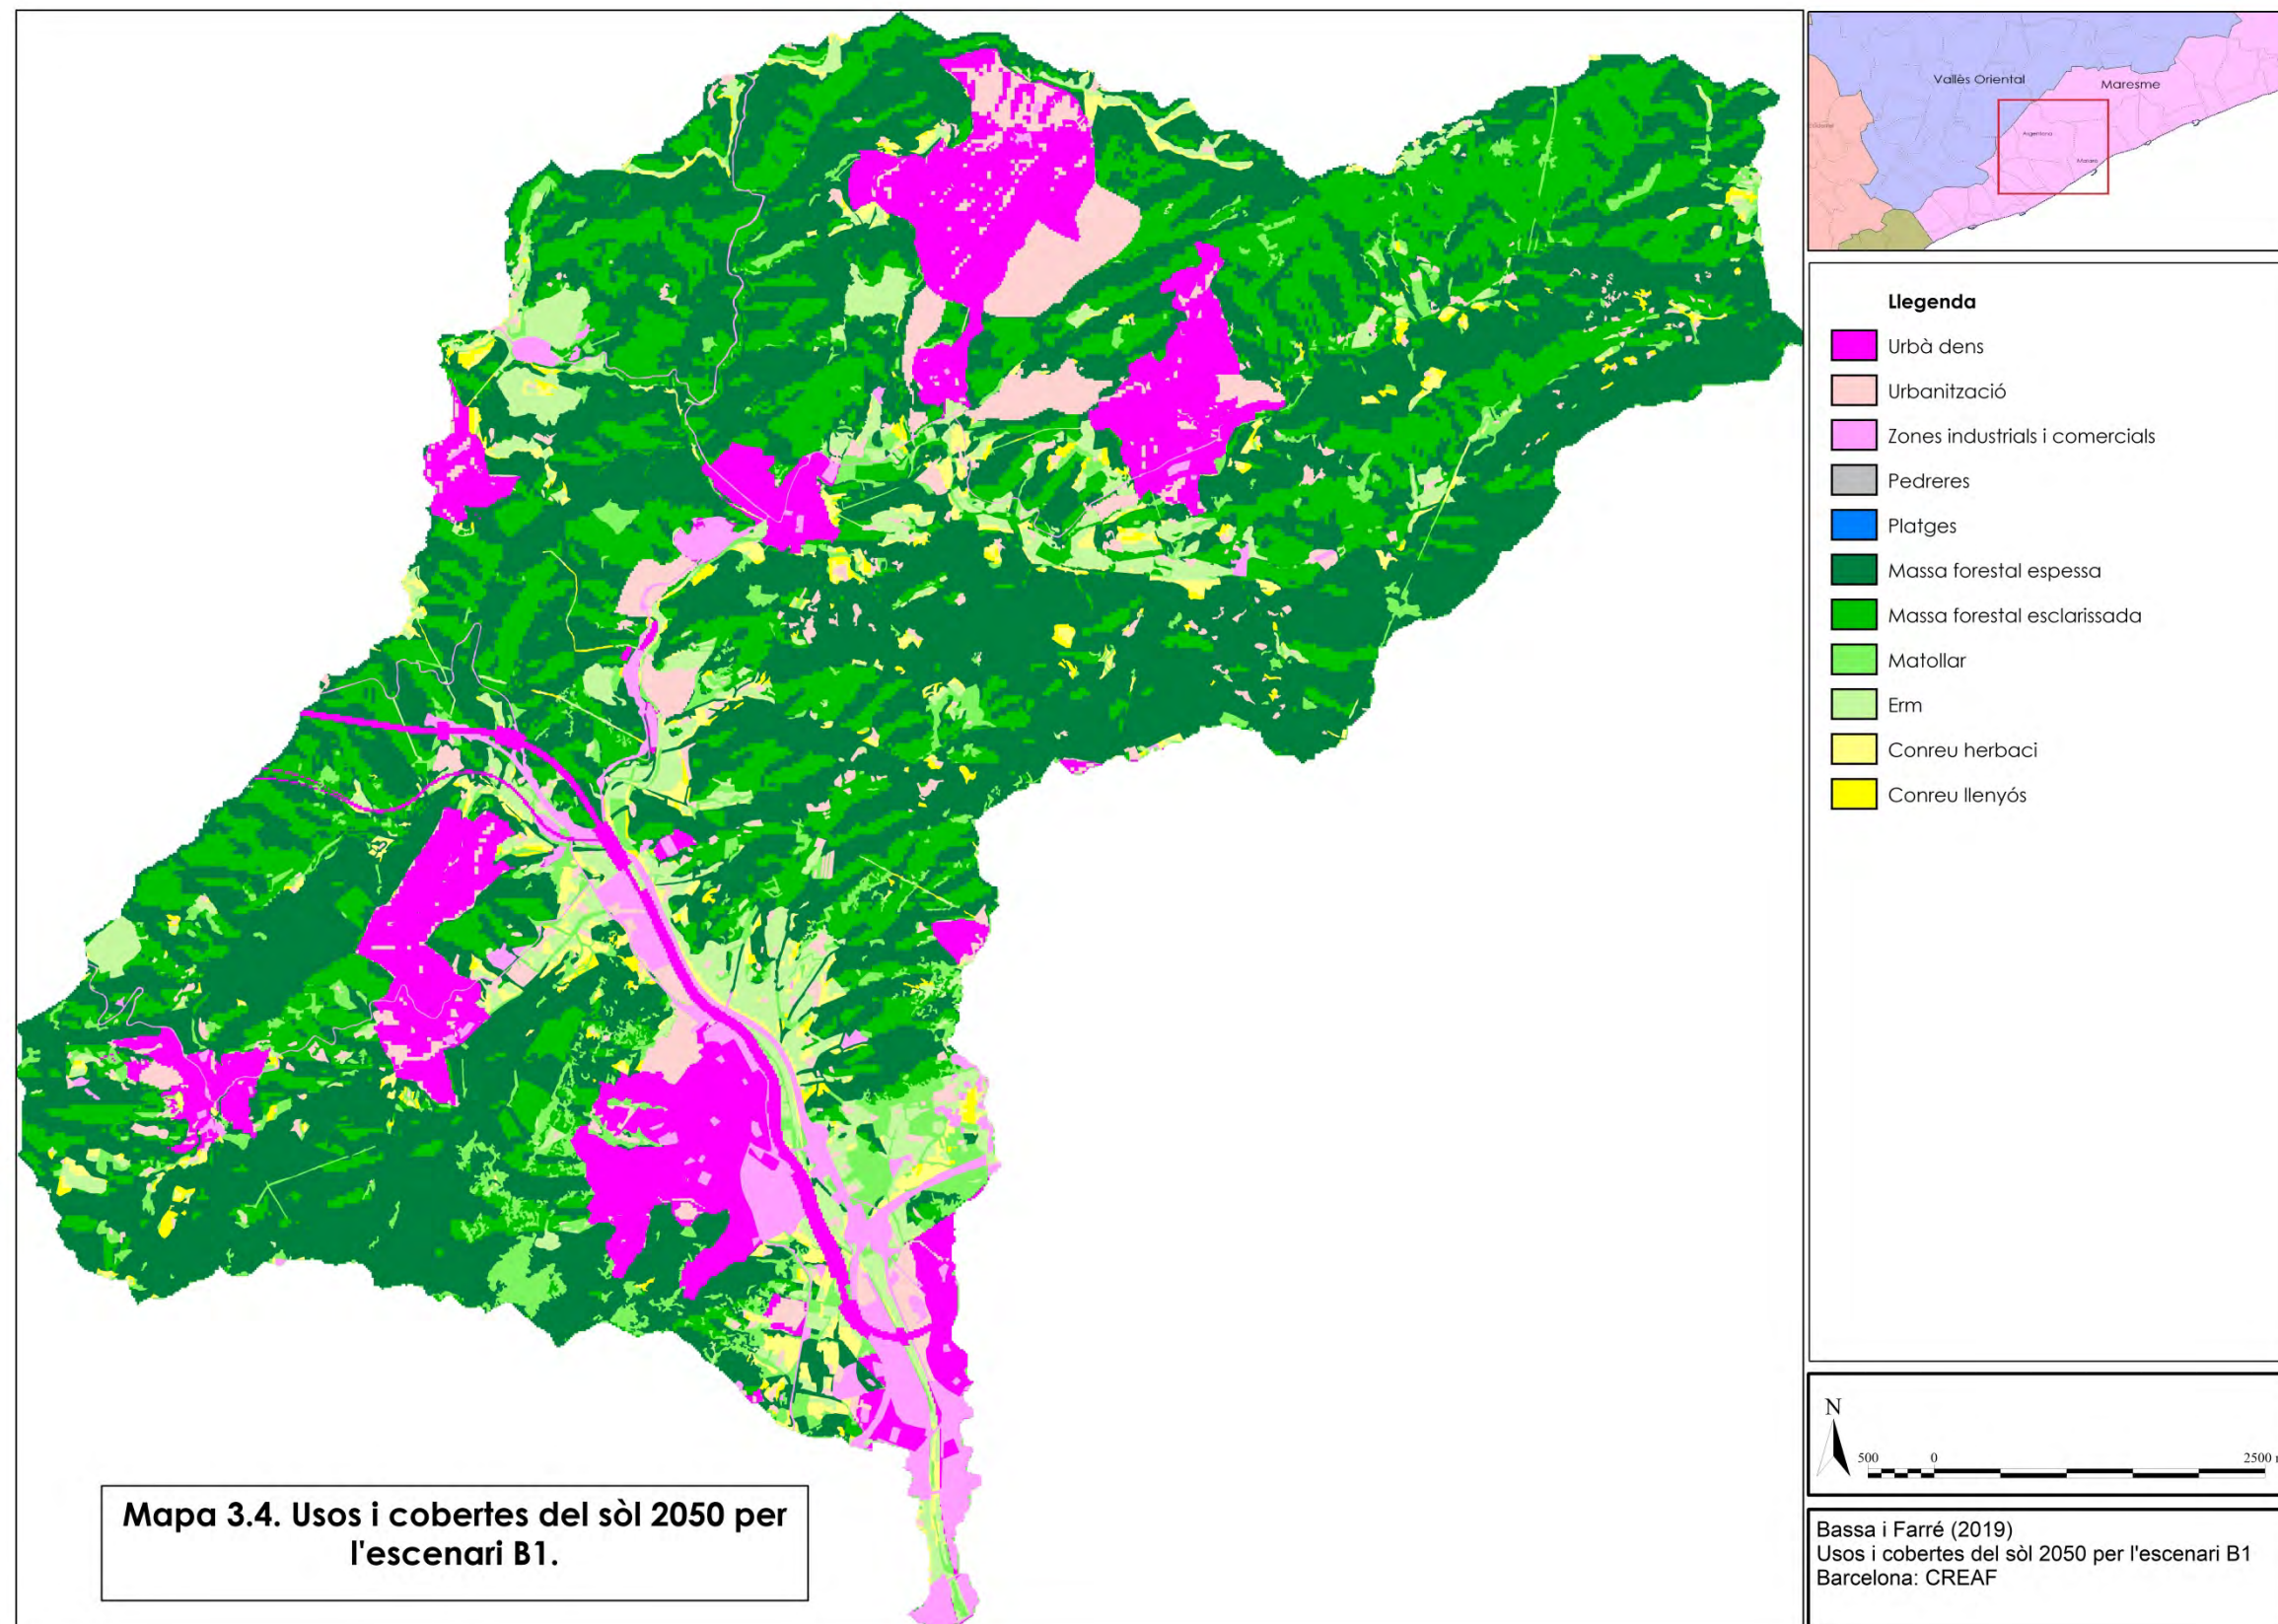 Vallès Oriental
Maresme
Argentona
Mataró
Llegenda
Urbà dens
Urbanització
Zones industrials i comercials
Pedreres
Platges
Massa forestal espessa
Massa forestal esclarissada
Matollar
Erm
Conreu herbaci
Conreu llenyós
N
500 0 2500
Mapa 3.4. Usos i cobertes del sòl 2050 per
l'escenari B1.
Bassa i Farré (2019)
Usos i cobertes del sòl 2050 per l'escenari B1
Barcelona: CREAF